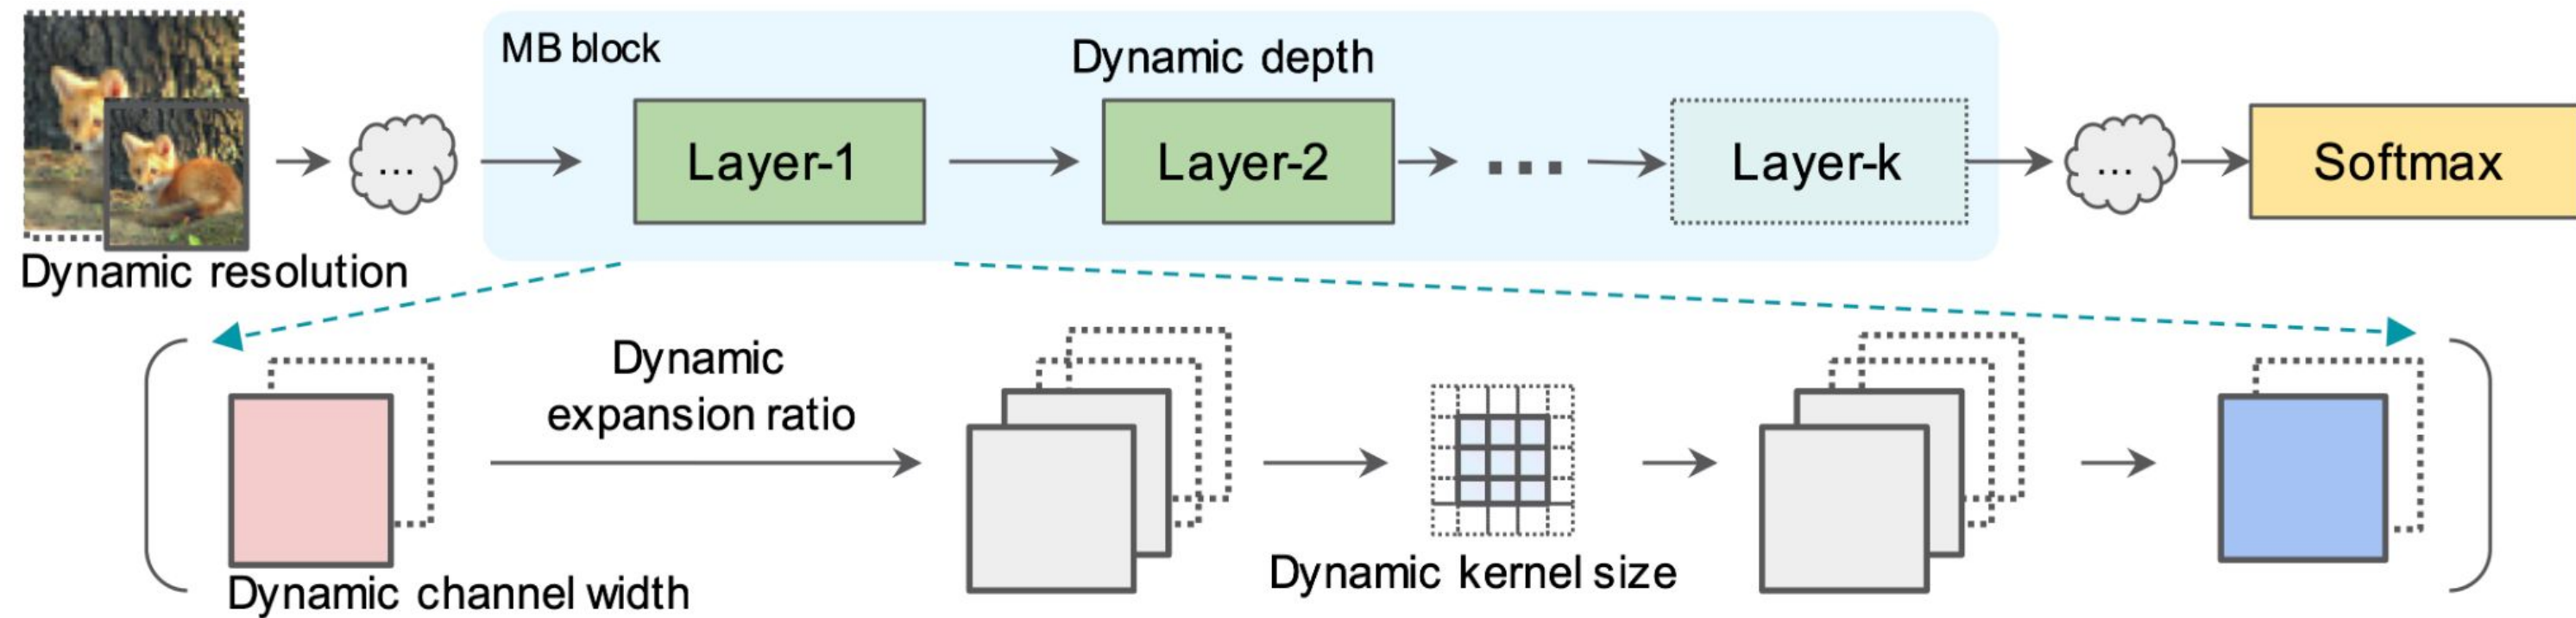 MB block
Dynamic depth
...
Layer-1
Layer-2
...
Layer-k
...
Softmax
Dynamic resolution
Dynamic
expansion ratio
Dynamic kernel size
Dynamic channel width